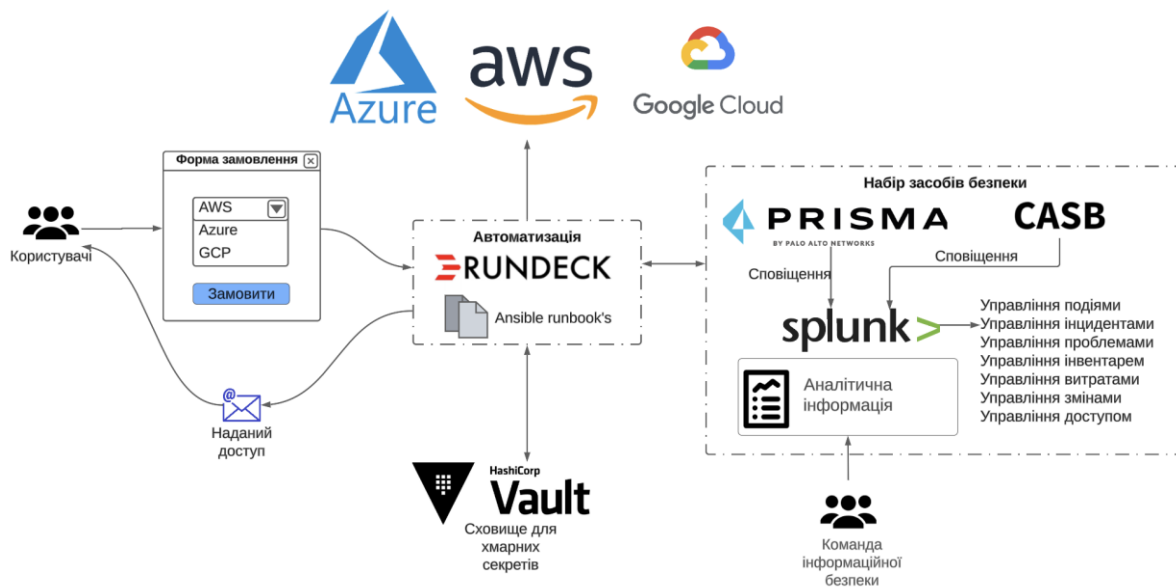 Azure
aws
Google Cloud
Форма замовлення
AWS
Azure
GCP
Замовити
Користувачі
@
Наданий
доступ
Автоматизація
RUNDECK
Ansible runbook's
HashiCorp
Vault
Сховище для
хмарних
секретів
Набір засобів безпеки
PRISMA
BY PALO ALTO NETWORKS
CASB
Сповіщення
Сповіщення
splunk>
Управління подіями
Управління інцидентами
Управління проблемами
Управління інвентарем
Управління витратами
Управління змінами
Управління доступом
Аналітична
інформація
Команда
інформаційної
безпеки